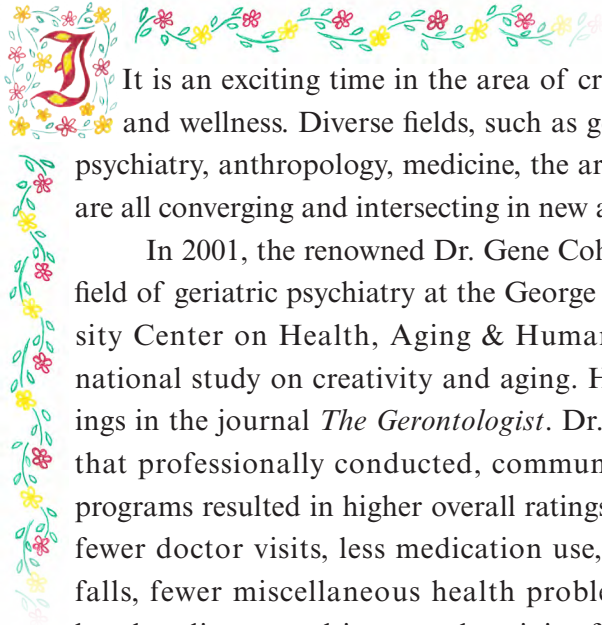 I
It is an exciting time in the area of cr
and wellness. Diverse fields, such as g
psychiatry, anthropology, medicine, the ar
are all converging and intersecting in new a
In 2001, the renowned Dr. Gene Coh
field of geriatric psychiatry at the George
sity Center on Health, Aging & Human
national study on creativity and aging. H
ings in the journal The Gerontologist. Dr.
that professionally conducted, commun
programs resulted in higher overall ratings
fewer doctor visits, less medication use,
falls, fewer miscellaneous health proble